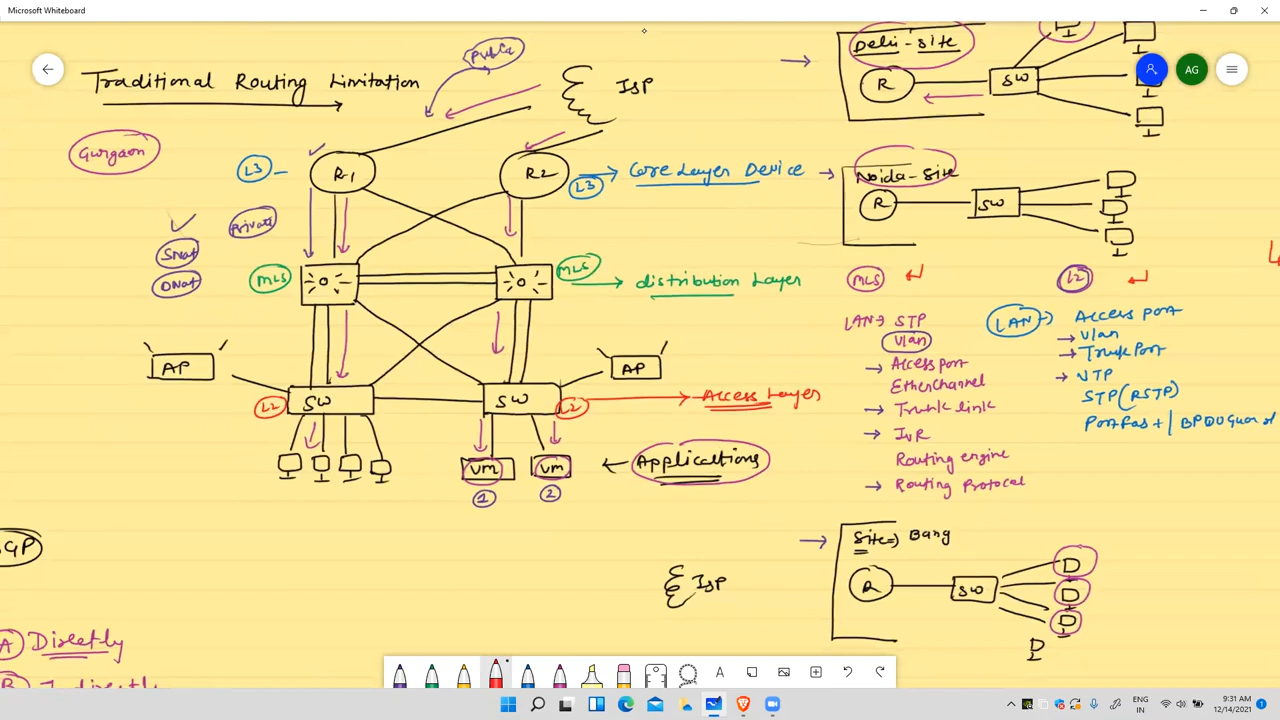 Microsoft Whiteboard
Traditional Routing Limitation
Public
ISP
Gurgaon
L3
R-1
R2
L3
Core Layer Device
Private
SNat
DNat
MLS
MLS
distribution Layer
AP
AP
L2
SW
SW
L2
Access Layer
VM
VM
Applications
1
2
A) Directly
B) Indirectly
Delhi-Site
R
SW
AG
Noida-Site
R
SW
MLS
LAN→ STP
Vlan
→ Access port
EtherChannel
→ Trunk link
→ IVR
Routing engine
→ Routing Protocal
L2
LAN → Access port
→ Vlan
→ Trunk Port
→ VTP
STP (RSTP)
PortFast | BPDUGuard
ISP
Site⇒ Bang
R
SW
D
D
D
D
ENG
IN
9:31 AM
12/14/2021